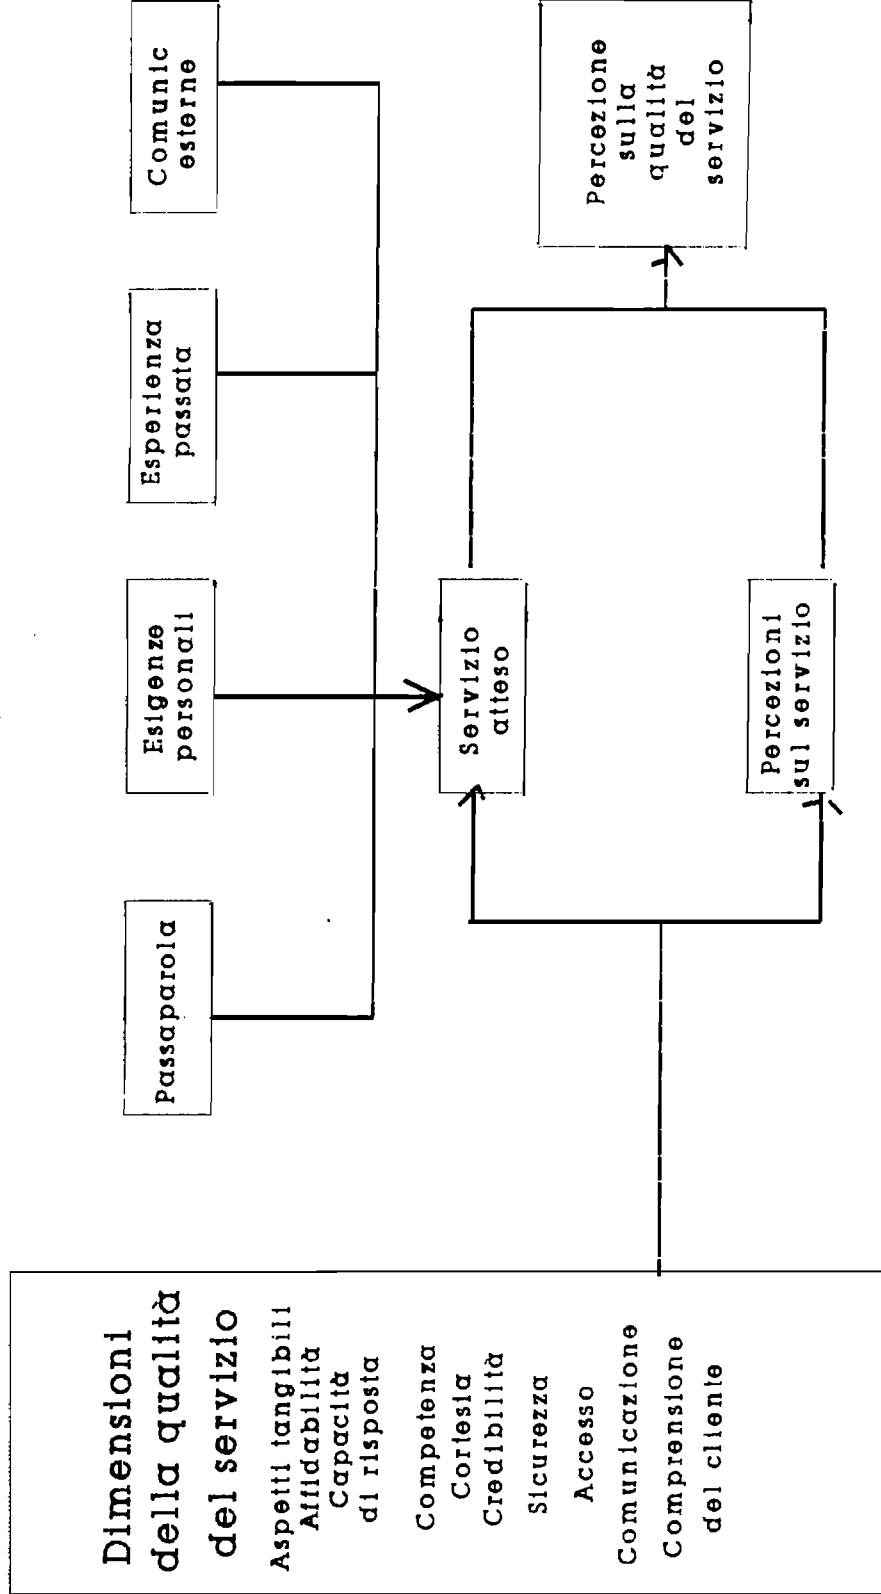 Dimensioni
della qualità
del servizio
Aspetti tangibili
Affidabilità
Capacità
di risposta
Competenza
Cortesia
Credibilità
Sicurezza
Accesso
Comunicazione
Comprensione
del cliente
Passaparola
Esigenze
personali
Esperienza
passata
Comunic
esterne
Servizio
atteso
Percezioni
sul servizio
Percezione
sulla
qualità
del
servizio